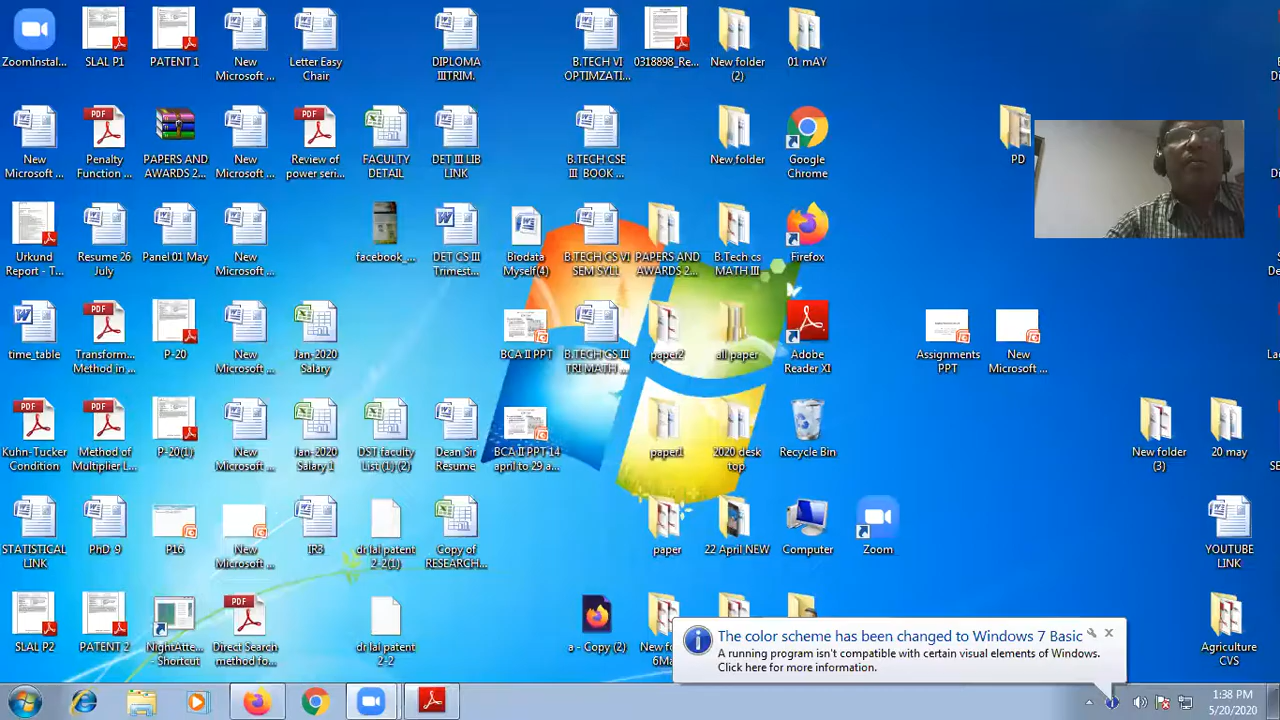 ZoomInstal...
SLAL P1
PATENT 1
New
Microsoft ...
Letter Easy
Chair
DIPLOMA
IIITRIM.
B.TECH VI
OPTIMZATI...
0318898_Re...
New folder
(2)
01 mAY
New
Microsoft ...
Penalty
Function ...
PAPERS AND
AWARDS 2...
New
Microsoft ...
Review of
power seri...
FACULTY
DETAIL
DET III LIB
LINK
B.TECH CSE
III BOOK ...
New folder
Google
Chrome
PD
Urkund
Report - T...
Resume 26
July
Panel 01 May
New
Microsoft ...
facebook_...
DET CS II
Trimest...
Biodata
Myself(4)
B.TECH CS VI
SEM SYLL
PAPERS AND
AWARDS 2...
B.Tech cs
MATH III
Firefox
time_table
Transform...
Method in ...
P-20
New
Microsoft ...
Jan-2020
Salary
BCA II PPT
B.TECH CS III
TRI MATH ...
paper2
all paper
Adobe
Reader XI
Assignments
PPT
New
Microsoft ...
Kuhn-Tucker
Condition
Method of
Multiplier L...
P-20(1)
New
Microsoft ...
Jan-2020
Salary 1
DST faculty
List (1) (2)
Dean Sir
Resume
BCA II PPT 14
april to 29 a...
paper1
2020 desk
top
Recycle Bin
New folder
(3)
20 may
STATISTICAL
LINK
PhD 9
P16
New
Microsoft ...
IR3
dr lal patent
2-2(1)
Copy of
RESEARCH...
paper
22 April NEW
Computer
Zoom
YOUTUBE
LINK
SLAL P2
PATENT 2
NightAtte...
- Shortcut
Direct Search
method fo...
dr lal patent
2-2
a - Copy (2)
New fo
6Ma
Agriculture
CVS
The color scheme has been changed to Windows 7 Basic
A running program isn't compatible with certain visual elements of Windows.
Click here for more information.
1:38 PM
5/20/2020